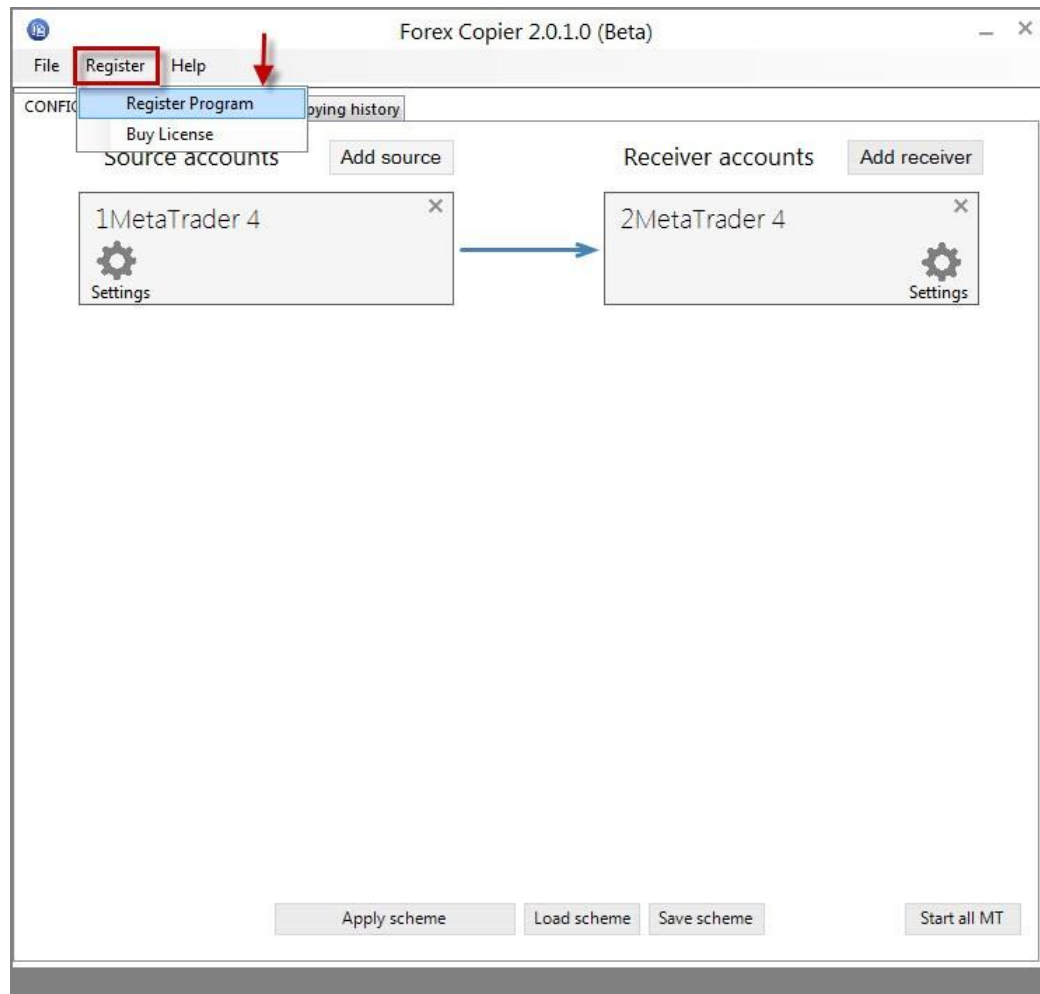 Forex Copier 2.0.1.0 (Beta)
File Register Help
Register Program
Buy License
CONFIG pying history
Source accounts Add source Receiver accounts Add receiver
1MetaTrader 4 2MetaTrader 4
Settings Settings
Apply scheme Load scheme Save scheme Start all MT